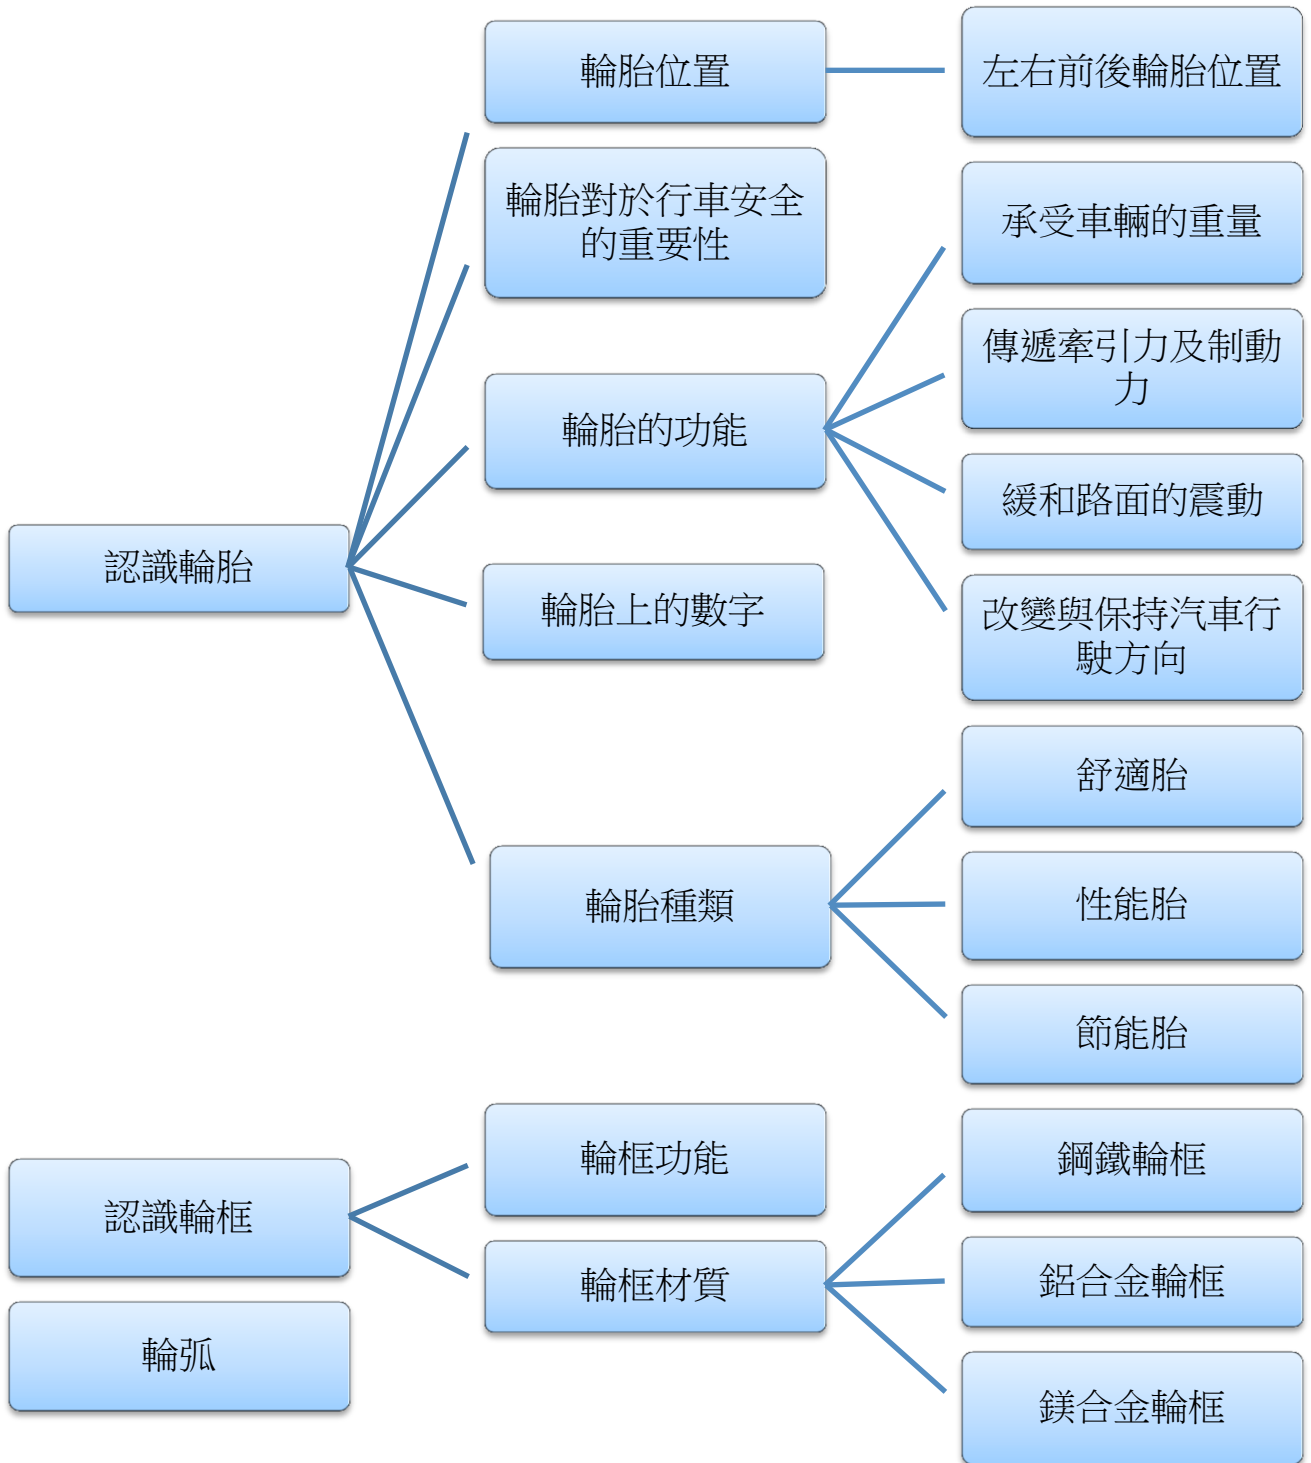 認識輪胎
輪胎位置
左右前後輪胎位置
輪胎對於行車安全
的重要性
輪胎的功能
承受車輛的重量
傳遞牽引力及制動
力
緩和路面的震動
改變與保持汽車行
駛方向
輪胎上的數字
輪胎種類
舒適胎
性能胎
節能胎
認識輪框
輪框功能
輪框材質
鋼鐵輪框
鋁合金輪框
鎂合金輪框
輪弧